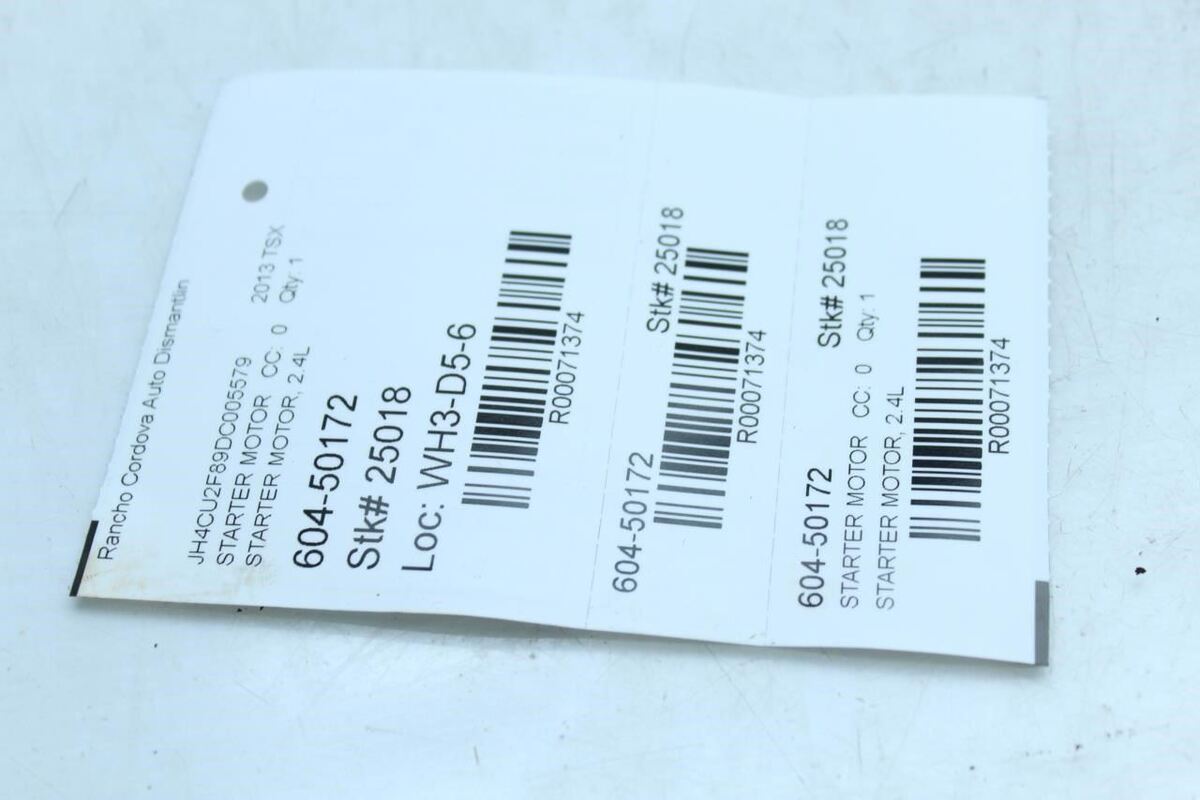 Rancho Cordova Auto Dismantlin
JH4CU2F89DC005579
STARTER MOTOR CC: 0 2013 TSX
STARTER MOTOR, 2.4L Qty: 1
604-50172
Stk# 25018
Loc: WH3-D5-6
R00071374
604-50172 Stk# 25018
R00071374
604-50172 Stk# 25018
STARTER MOTOR CC: 0 Qty: 1
STARTER MOTOR, 2.4L
R00071374